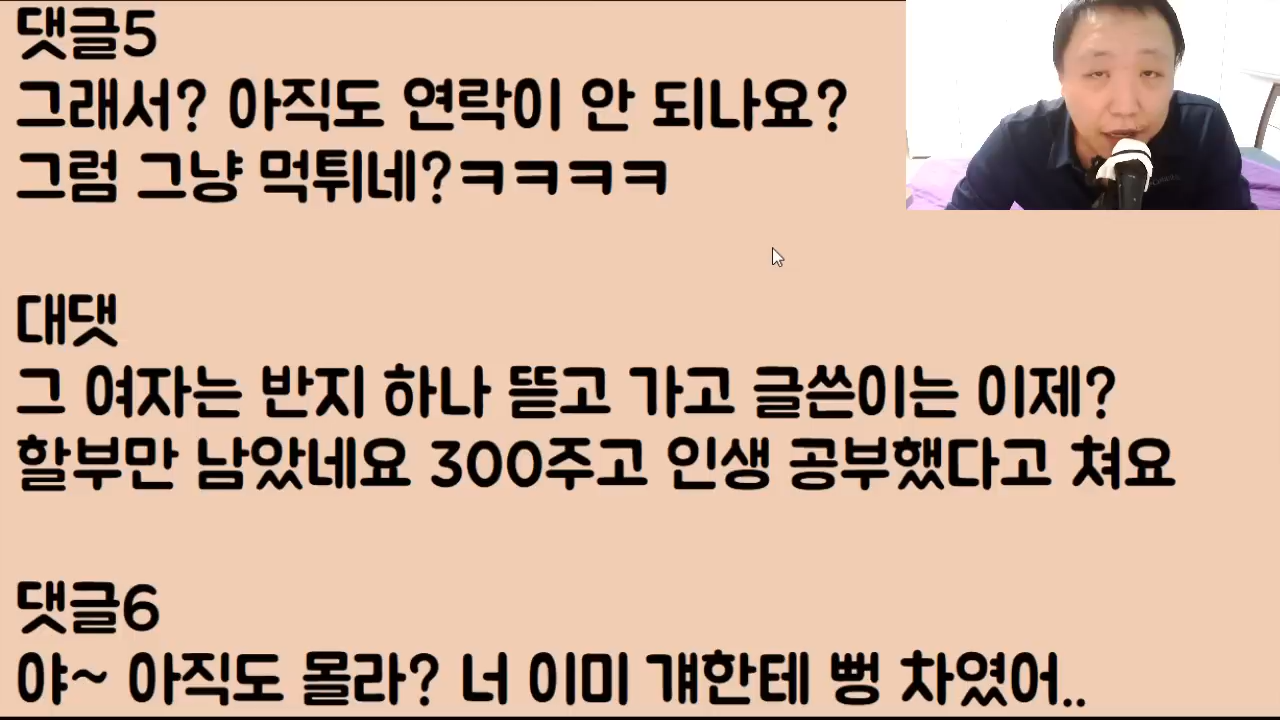 댓글5
그래서? 아직도 연락이 안 되나요?
그럼 그냥 먹튀네?ㅋㅋㅋㅋ
대댓
그 여자는 반지 하나 뜯고 가고 글쓴이는 이제?
할부만 남았네요 300주고 인생 공부했다고 쳐요
댓글6
야~ 아직도 몰라? 너 이미 걔한테 뻥 차였어..